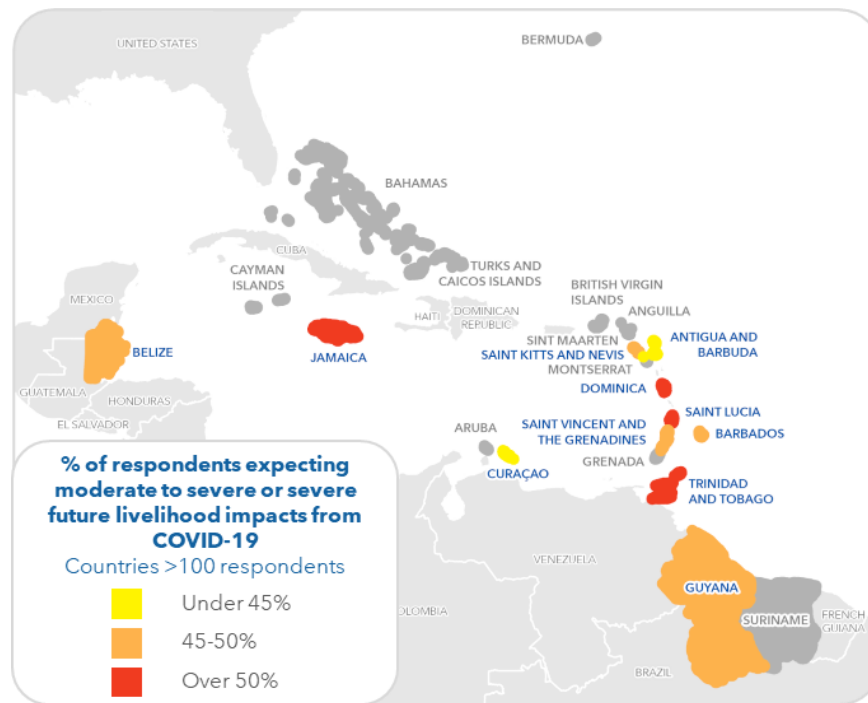 UNITED STATES
BERMUDA
BAHAMAS
CUBA
TURKS AND
CAICOS ISLANDS
CAYMAN
ISLANDS
MEXICO
HAITI
DOMINICAN
REPUBLIC
BRITISH VIRGIN
ISLANDS
ANGUILLA
BELIZE
JAMAICA
SINT MAARTEN
SAINT KITTS AND NEVIS
MONTSERRAT
ANTIGUA AND
BARBUDA
GUATEMALA
HONDURAS
EL SALVADOR
DOMINICA
SAINT LUCIA
SAINT VINCENT AND
THE GRENADINES
BARBADOS
ARUBA
GRENADA
CURAÇAO
TRINIDAD
AND TOBAGO
VENEZUELA
GUYANA
OLOMBIA
SURINAME
FRENCH
GUIANA
BRAZIL
% of respondents expecting
moderate to severe or severe
future livelihood impacts from
COVID-19
Countries >100 respondents
Under 45%
45-50%
Over 50%